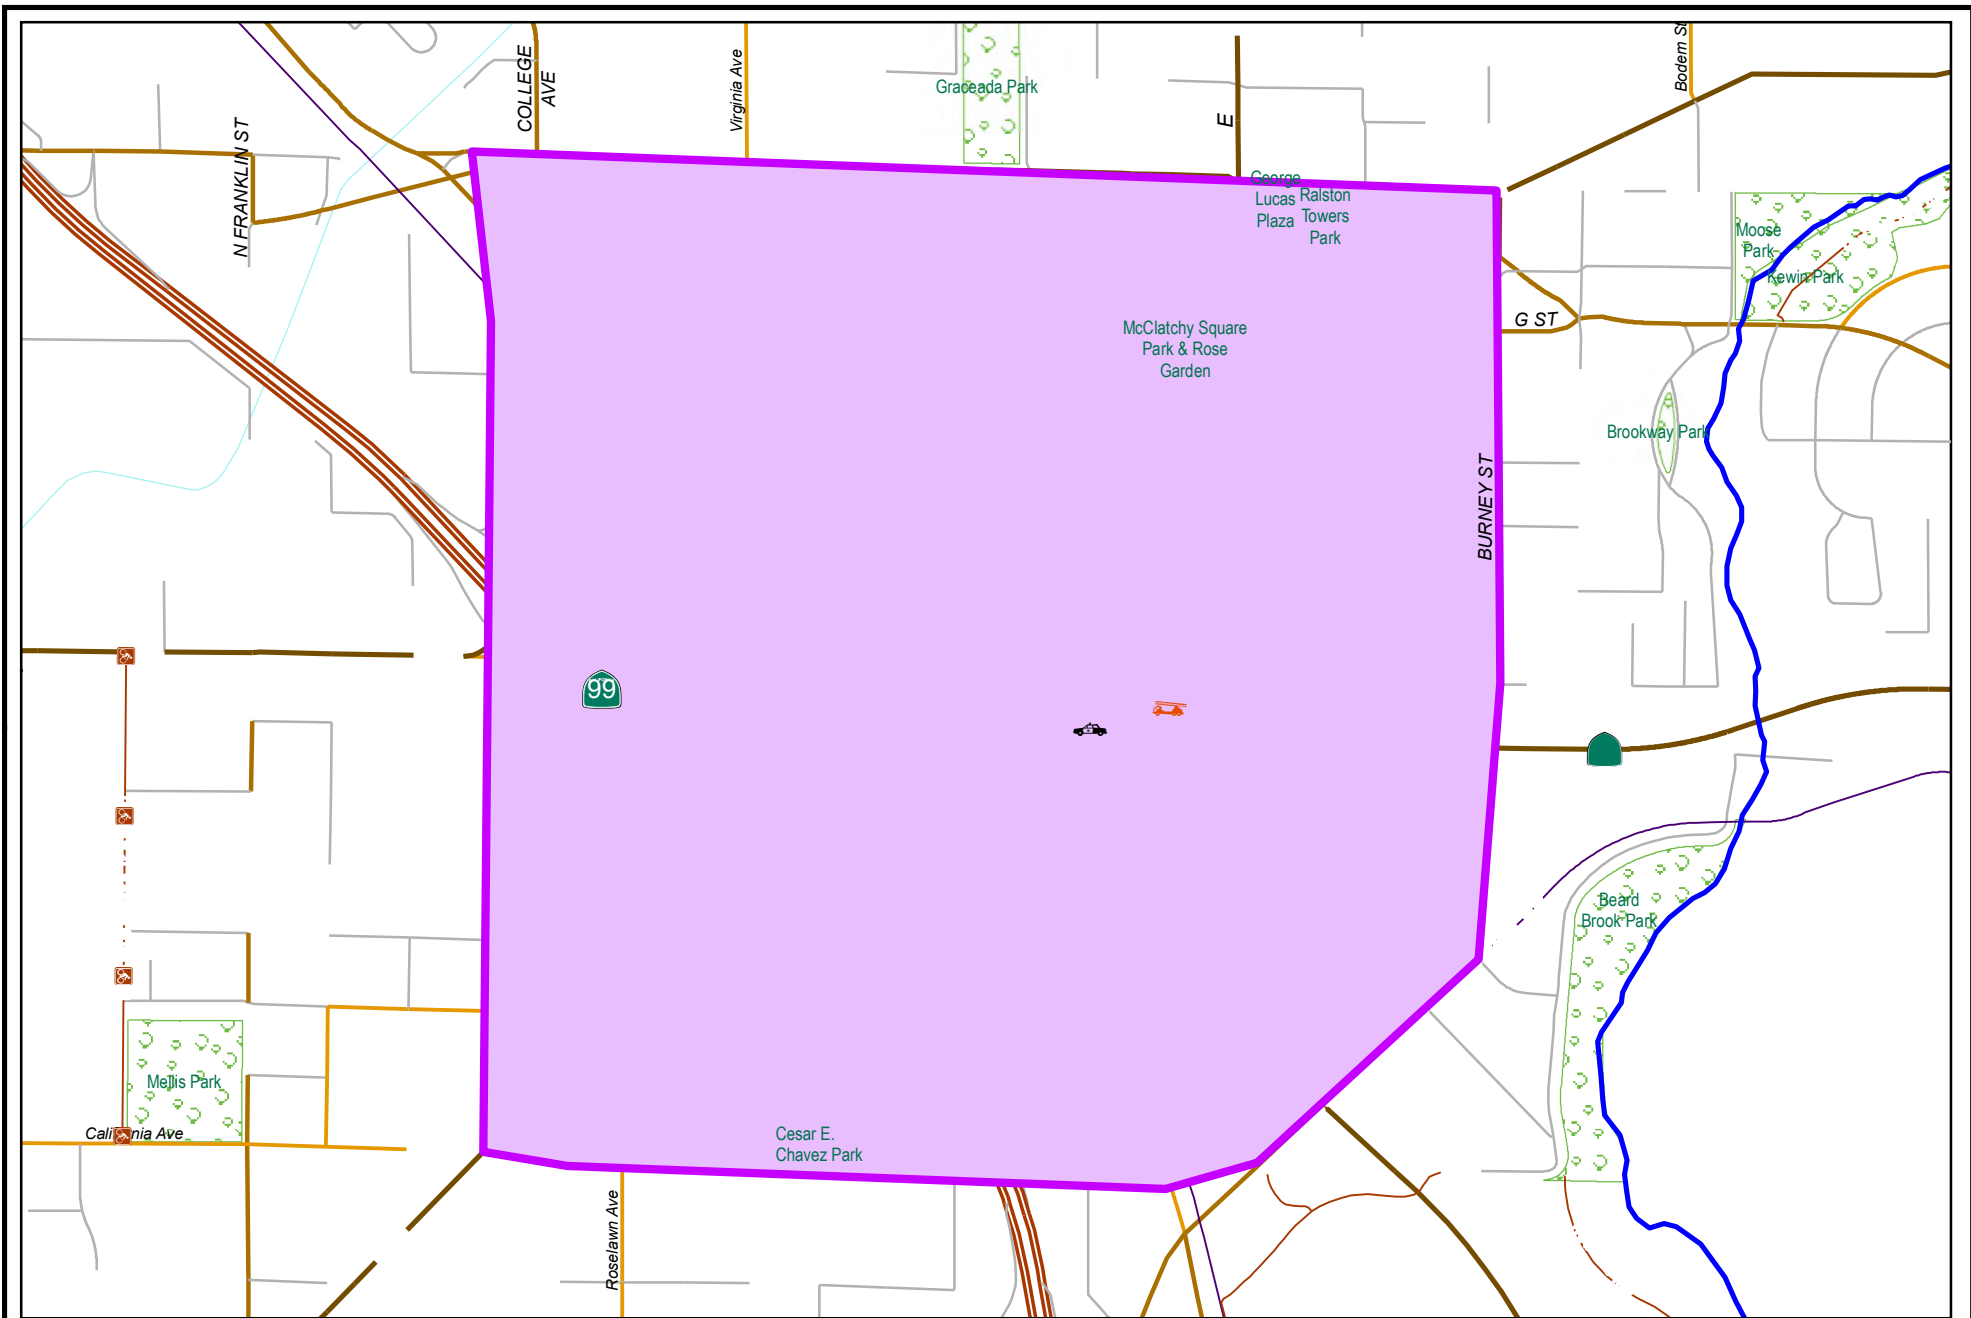 COLLEGE
AVE
Virginia Ave
Graceada Park
E
Bodem St
N FRANKLIN ST
George
Lucas
Plaza
Ralston
Towers
Park
Moose
Park
Kewin Park
McClatchy Square
Park & Rose
Garden
G ST
Brookway Park
BURNEY ST
99
Beard
Brook Park
Mellis Park
California Ave
Cesar E.
Chavez Park
Roselawn Ave